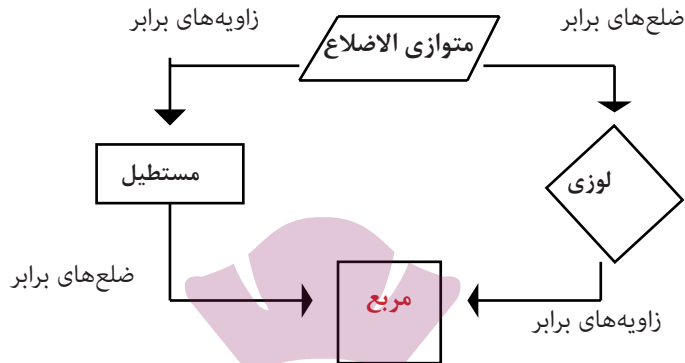 ضلع‌های برابر
زاویه‌های برابر
متوازی الاضلاع
لوزی
مستطیل
ضلع‌های برابر
مربع
زاویه‌های برابر